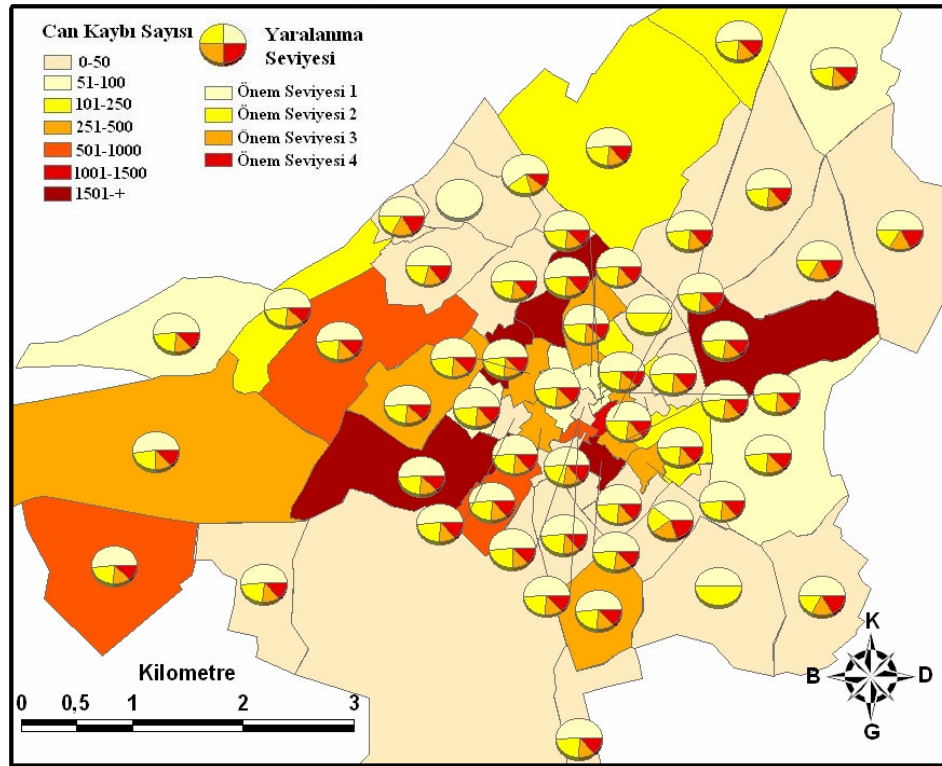 Can Kaybı Sayısı
0-50
51-100
101-250
251-500
501-1000
1001-1500
1501-+
Yaralanma
Seviyesi
Önem Seviyesi 1
Önem Seviyesi 2
Önem Seviyesi 3
Önem Seviyesi 4
Kilometre
0 0,5 1 2 3
K
B D
G